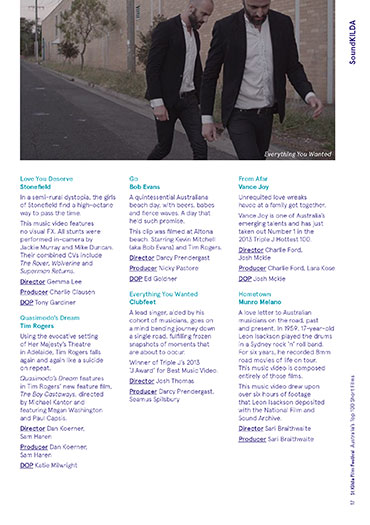 SoundKILDA
Everything You Wanted
Love You Deserve
Stonefield
In a semi-rural dystopia, the girls
of Stonefield find a high-octane
way to pass the time.
This music video features
no visual FX. All stunts were
performed in-camera by
Jackie Murray and Mike Duncan.
Their combined CVs include
The Rover, Wolverine and
Superman Returns.
Director Gemma Lee
Producer Charlie Clausen
DOP Tony Gardiner
Quasimodo's Dream
Tim Rogers
Using the evocative setting
of Her Majesty's Theatre
in Adelaide, Tim Rogers falls
again and again like a suicide
on repeat.
Quasimodo's Dream features
in Tim Rogers' new feature film,
The Boy Castaways, directed
by Michael Kantor and
featuring Megan Washington
and Paul Capsis.
Director Dan Koerner,
Sam Haren
Producer Dan Koerner,
Sam Haren
DOP Katie Milwright
Go
Bob Evans
A quintessential Australiana
beach day, with beers, babes
and fierce waves. A day that
held such promise.
This clip was filmed at Altona
beach. Starring Kevin Mitchell
(aka Bob Evans) and Tim Rogers.
Director Darcy Prendergast
Producer Nicky Pastore
DOP Ed Goldner
Everything You Wanted
Clubfeet
A lead singer, aided by his
cohort of musicians, goes on
a mind bending journey down
a single road, fulfilling frozen
snapshots of moments that
are about to occur.
Winner of Triple J's 2013
'J Award' for Best Music Video.
Director Josh Thomas
Producer Darcy Prendergast,
Seamus Spilsbury
From Afar
Vance Joy
Unrequited love wreaks
havoc at a family get together.
Vance Joy is one of Australia's
emerging talents and has just
taken out Number 1 in the
2013 Triple J Hottest 100.
Director Charlie Ford,
Josh Mckie
Producer Charlie Ford, Lara Kose
DOP Josh Mckie
Hometown
Munro Melano
A love letter to Australian
musicians on the road, past
and present. In 1959, 17-year-old
Leon Isackson played the drums
in a Sydney rock 'n' roll band.
For six years, he recorded 8mm
road movies of life on tour.
This music video is composed
entirely of those films.
This music video drew upon
over six hours of footage
that Leon Isackson deposited
with the National Film and
Sound Archive.
Director Sari Braithwaite
Producer Sari Braithwaite
57 St Kilda Film Festival Australia's Top 100 Short Films